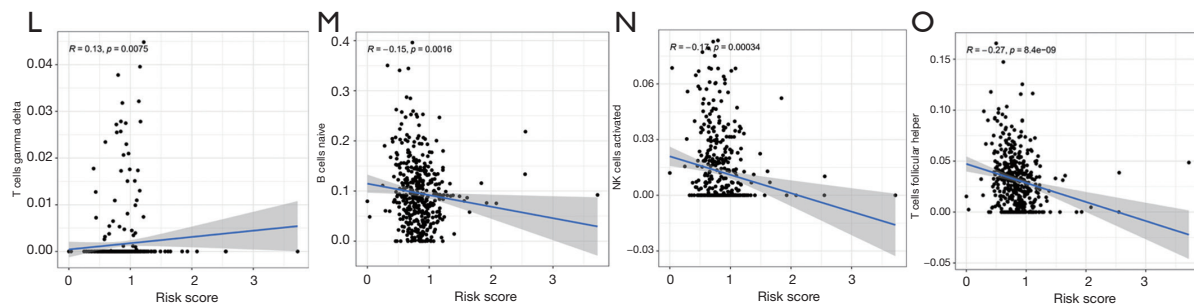 L
R = 0.13, p = 0.0075
T cells gamma delta
0.04
0.03
0.02
0.01
0.00
0 1 2 3
Risk score
M
R = −0.15, p = 0.0016
B cells naive
0.4
0.3
0.2
0.1
0.0
0 1 2 3
Risk score
N
R = −0.17, p = 0.00034
NK cells activated
0.06
0.03
0.00
−0.03
0 1 2 3
Risk score
O
R = −0.27, p = 8.4e−09
T cells follicular helper
0.15
0.10
0.05
0.00
−0.05
0 1 2 3
Risk score